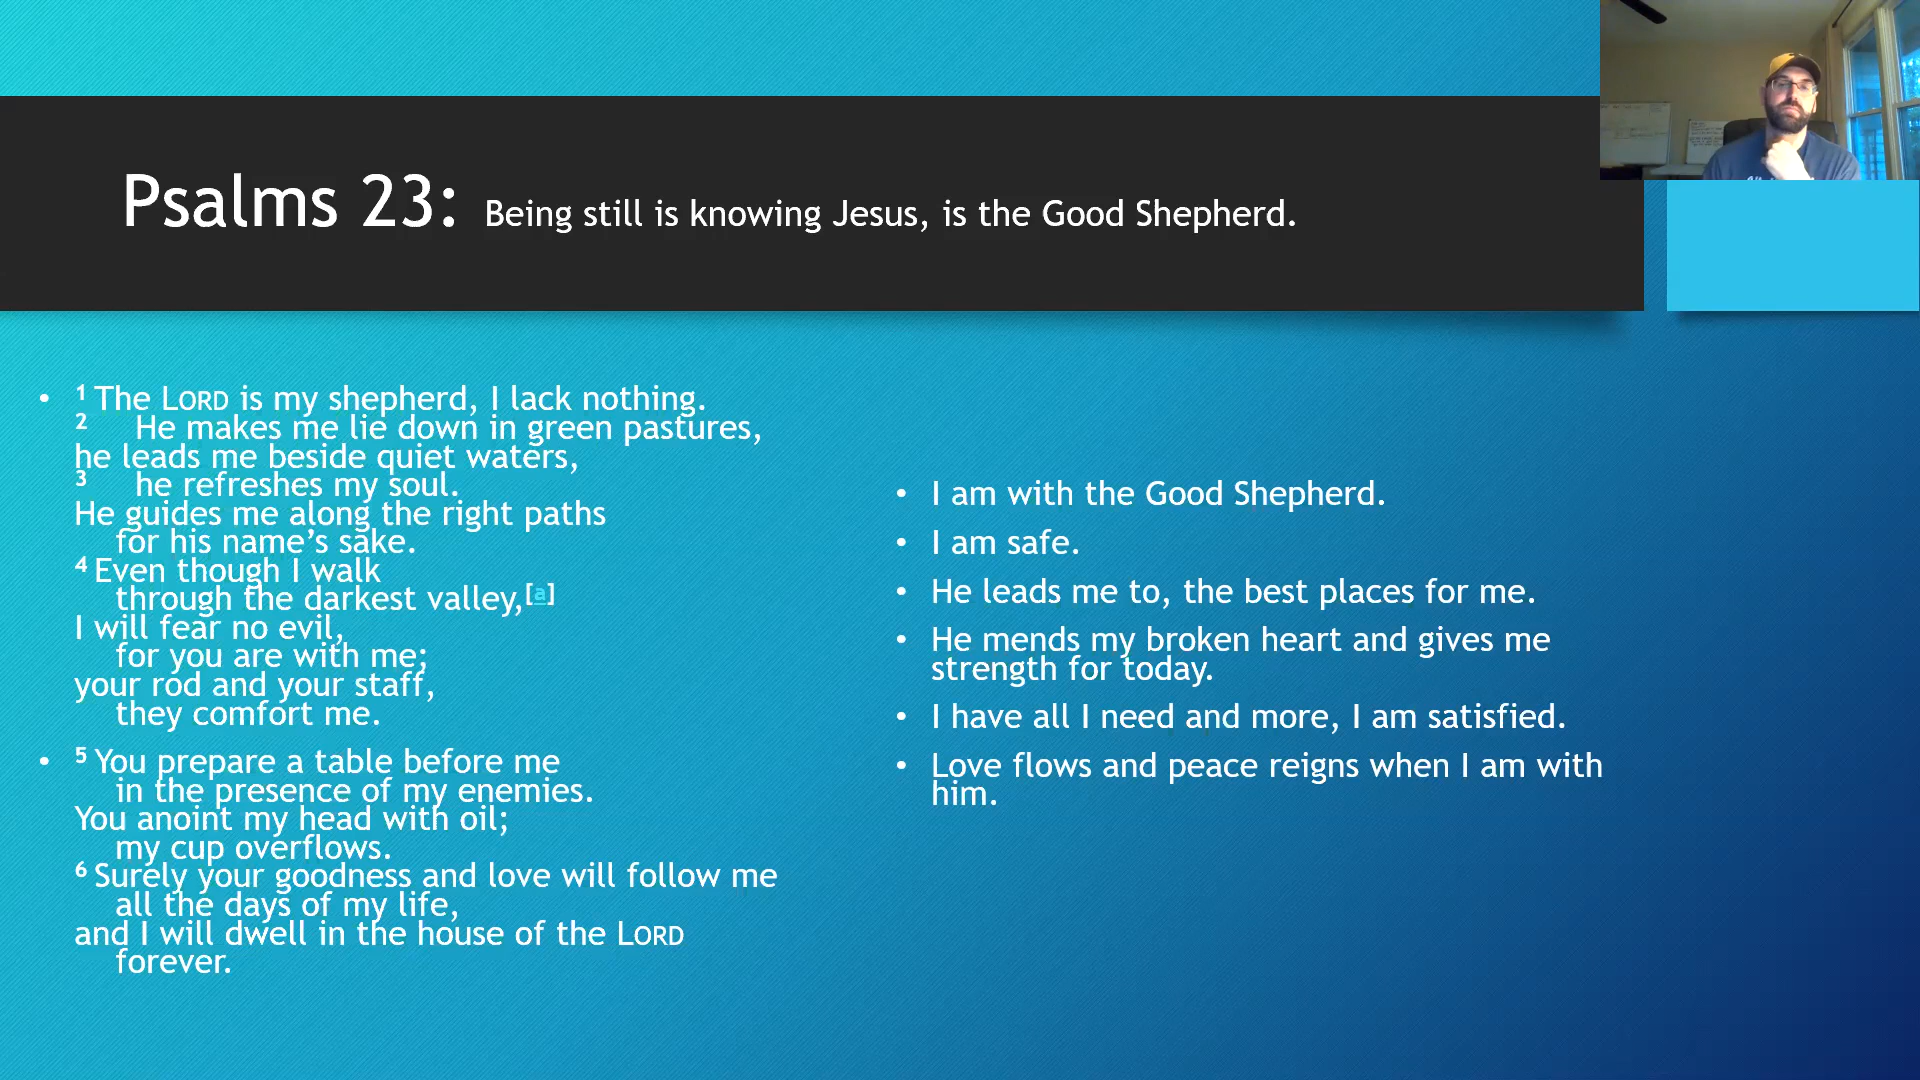 Psalms 23: Being still is knowing Jesus, is the Good Shepherd.
• 1 The LORD is my shepherd, I lack nothing.
2 He makes me lie down in green pastures,
he leads me beside quiet waters,
3 he refreshes my soul.
He guides me along the right paths
for his name’s sake.
4 Even though I walk
through the darkest valley,[a]
I will fear no evil,
for you are with me;
your rod and your staff,
they comfort me.
• 5 You prepare a table before me
in the presence of my enemies.
You anoint my head with oil;
my cup overflows.
6 Surely your goodness and love will follow me
all the days of my life,
and I will dwell in the house of the LORD
forever.
• I am with the Good Shepherd.
• I am safe.
• He leads me to, the best places for me.
• He mends my broken heart and gives me
strength for today.
• I have all I need and more, I am satisfied.
• Love flows and peace reigns when I am with
him.